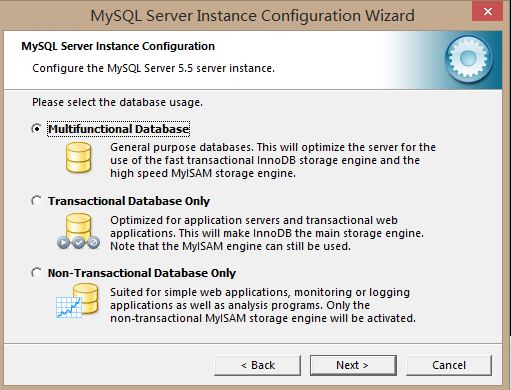 MySQL Server Instance Configuration Wizard
MySQL Server Instance Configuration
Configure the MySQL Server 5.5 server instance.
Please select the database usage.
Multifunctional Database
General purpose databases. This will optimize the server for the
use of the fast transactional InnoDB storage engine and the
high speed MyISAM storage engine.
Transactional Database Only
Optimized for application servers and transactional web
applications. This will make InnoDB the main storage engine.
Note that the MyISAM engine can still be used.
Non-Transactional Database Only
Suited for simple web applications, monitoring or logging
applications as well as analysis programs. Only the
non-transactional MyISAM storage engine will be activated.
< Back
Next >
Cancel